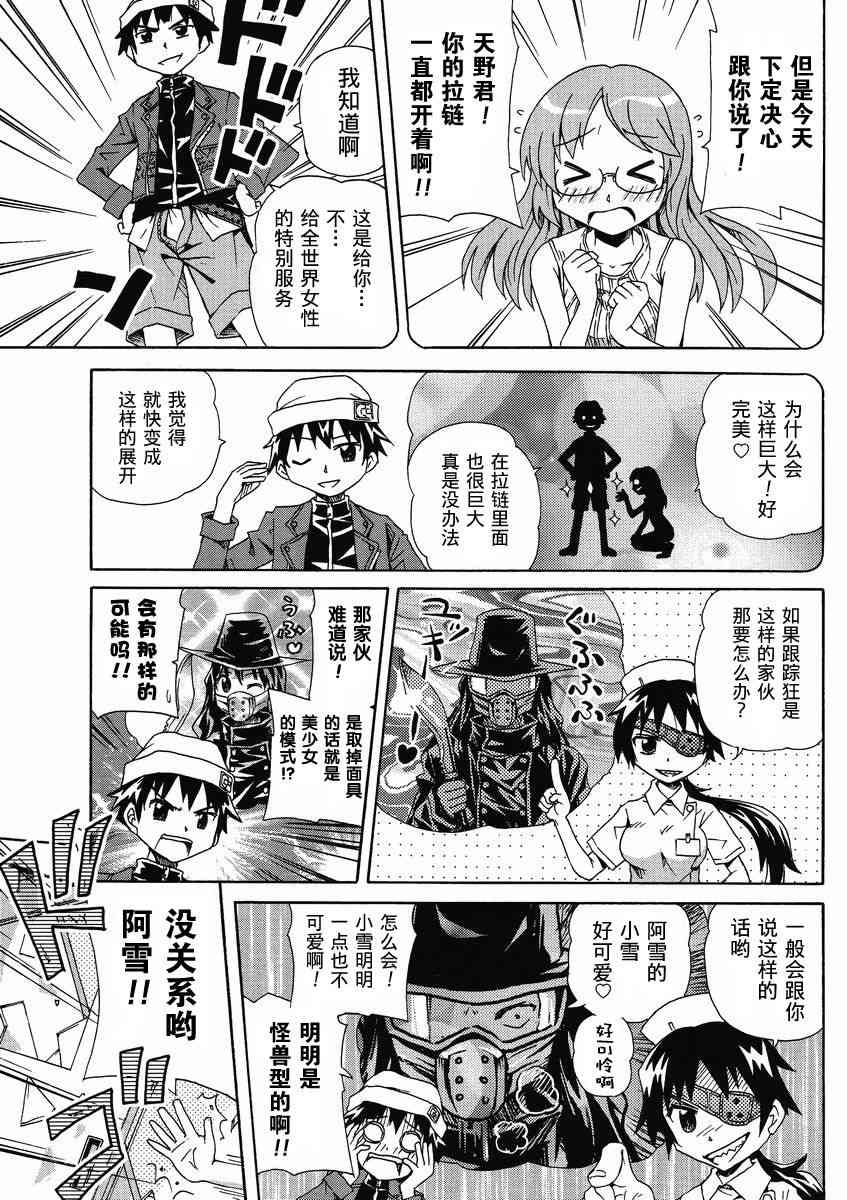 但是今天
下定决心
跟你说了！
天野君！
你的拉链
一直都开着啊！！
我知道啊
这是给你…
不…
给全世界女性
的特别服务
ドドド
ドン
为什么会
这样巨大！好
完美♡
在拉链里面
也很巨大
真是没办法
我觉得
就快变成
这样的展开
如果跟踪狂是
这样的家伙
那要怎么办？
ぐふふふ
那家伙
难道说！
是取掉面具
的话就是
美少女
的模式!?
うふ♡
会有那样的
可能吗！！
一般会跟你
说这样的
话哟
阿雪的
小雪
好可爱♡
好可怜啊
怎么会！
小雪明明
一点也不
可爱啊！
明明是
怪兽型的啊！！
没关系哟
阿雪！！